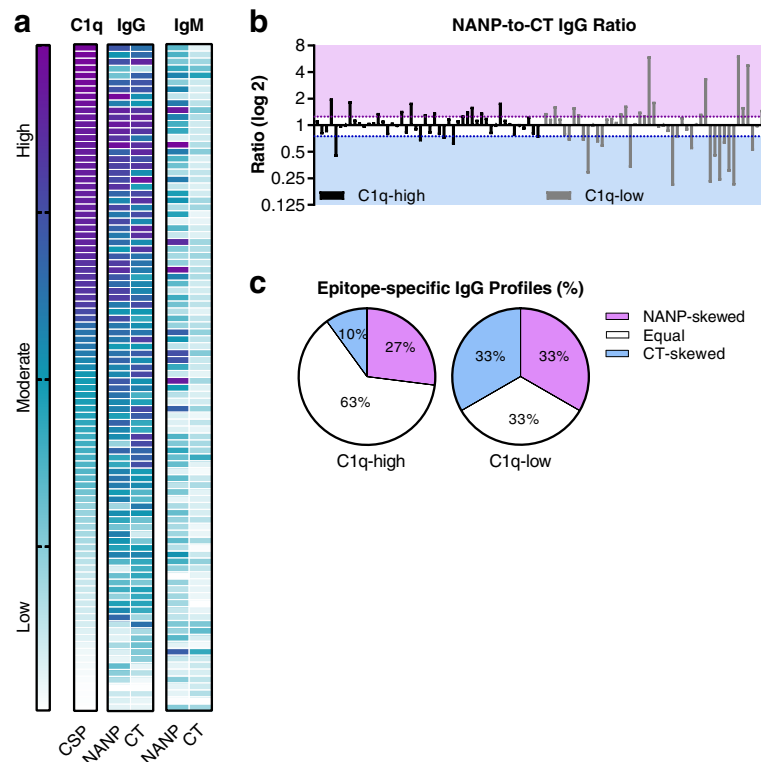 a
C1q IgG IgM
High
Moderate
Low
CSP
NANP
CT
NANP
CT
b
NANP-to-CT IgG Ratio
Ratio (log 2)
8
4
2
1
0.5
0.25
0.125
C1q-high
C1q-low
c
Epitope-specific IgG Profiles (%)
10%
27%
63%
C1q-high
33%
33%
33%
C1q-low
NANP-skewed
Equal
CT-skewed